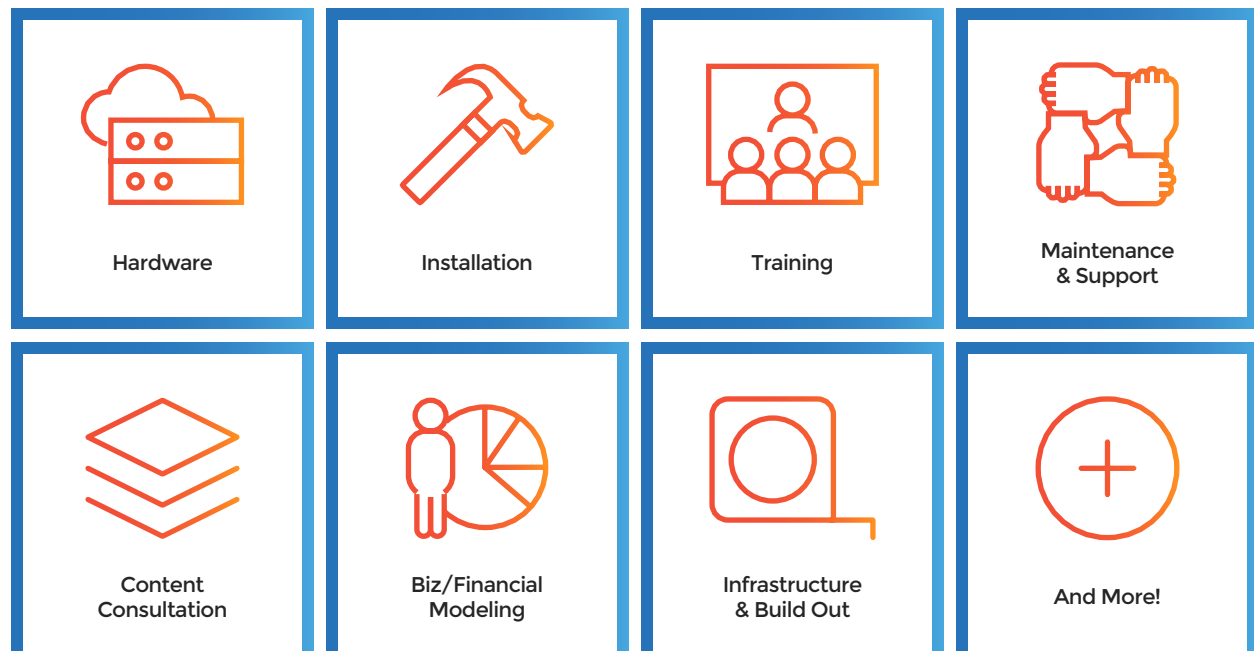 Hardware
Installation
Training
Maintenance
& Support
Content
Consultation
Biz/Financial
Modeling
Infrastructure
& Build Out
And More!